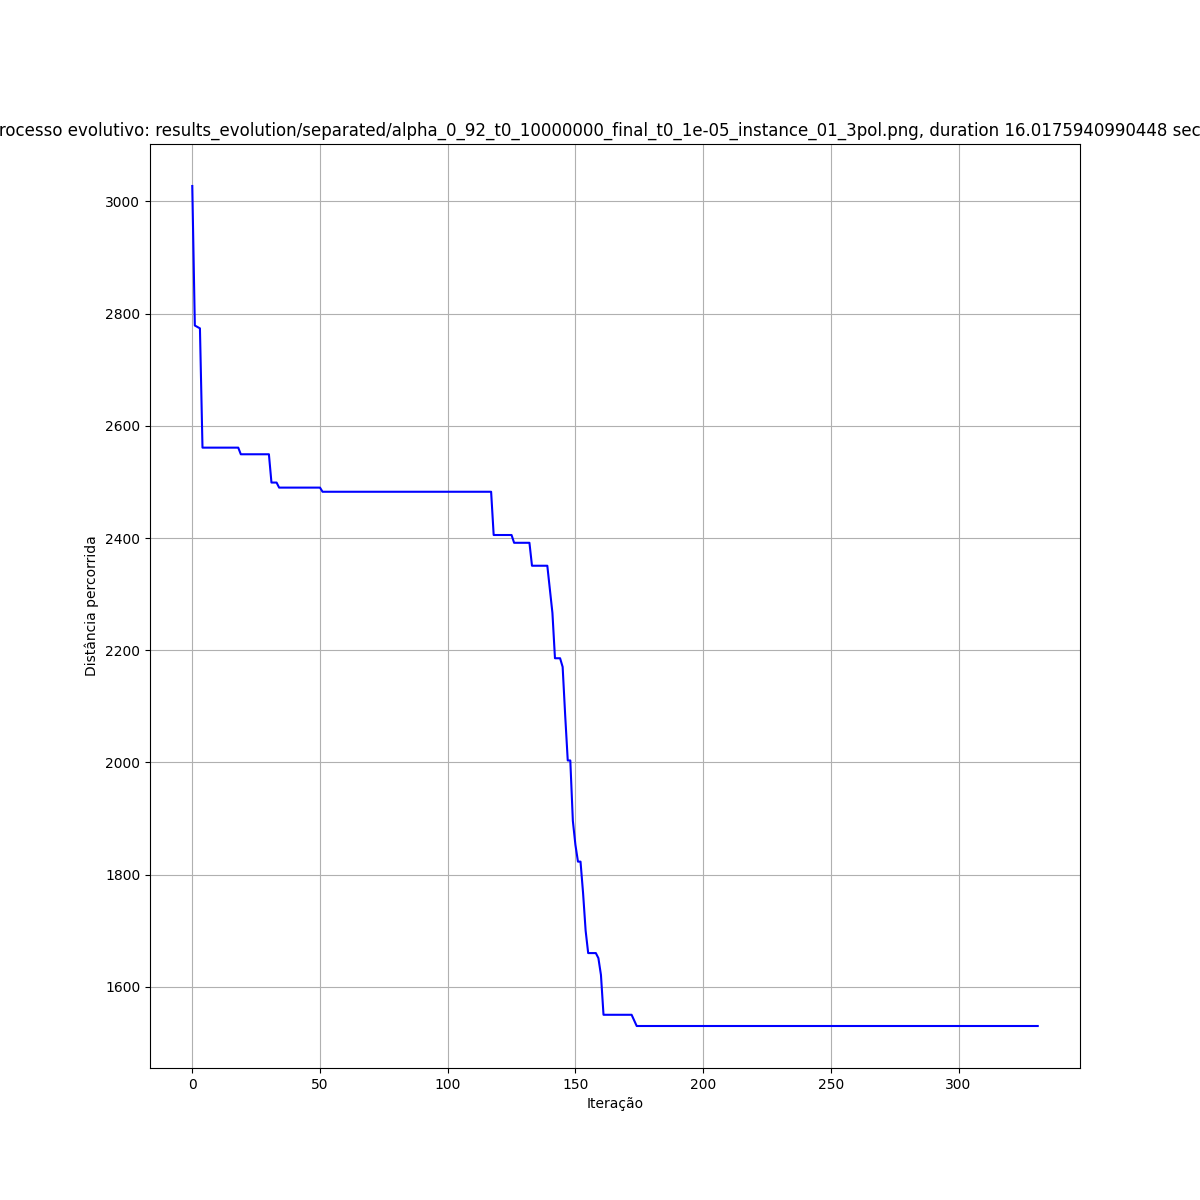 rocesso evolutivo: results_evolution/separated/alpha_0_92_t0_10000000_final_t0_1e-05_instance_01_3pol.png, duration 16.0175940990448 sec
3000
2800
2600
2400
2200
2000
1800
1600
Distância percorrida
0 50 100 150 200 250 300
Iteração